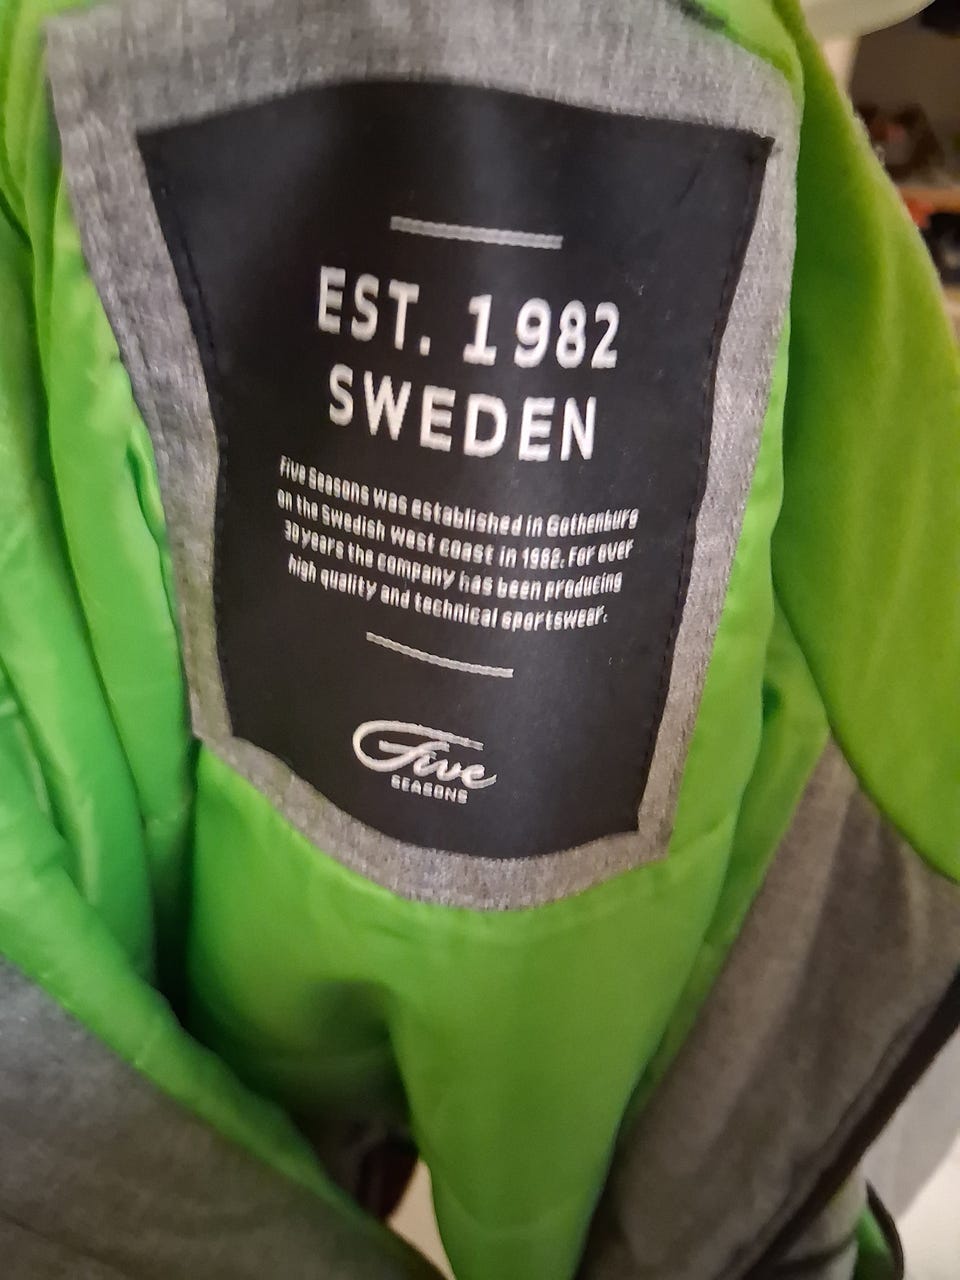 EST. 1982
SWEDEN
Five Seasons was established in Gothenburg
on the Swedish west coast in 1982. For over
30 years the company has been producing
high quality and technical sportswear.
Five
SEASONS